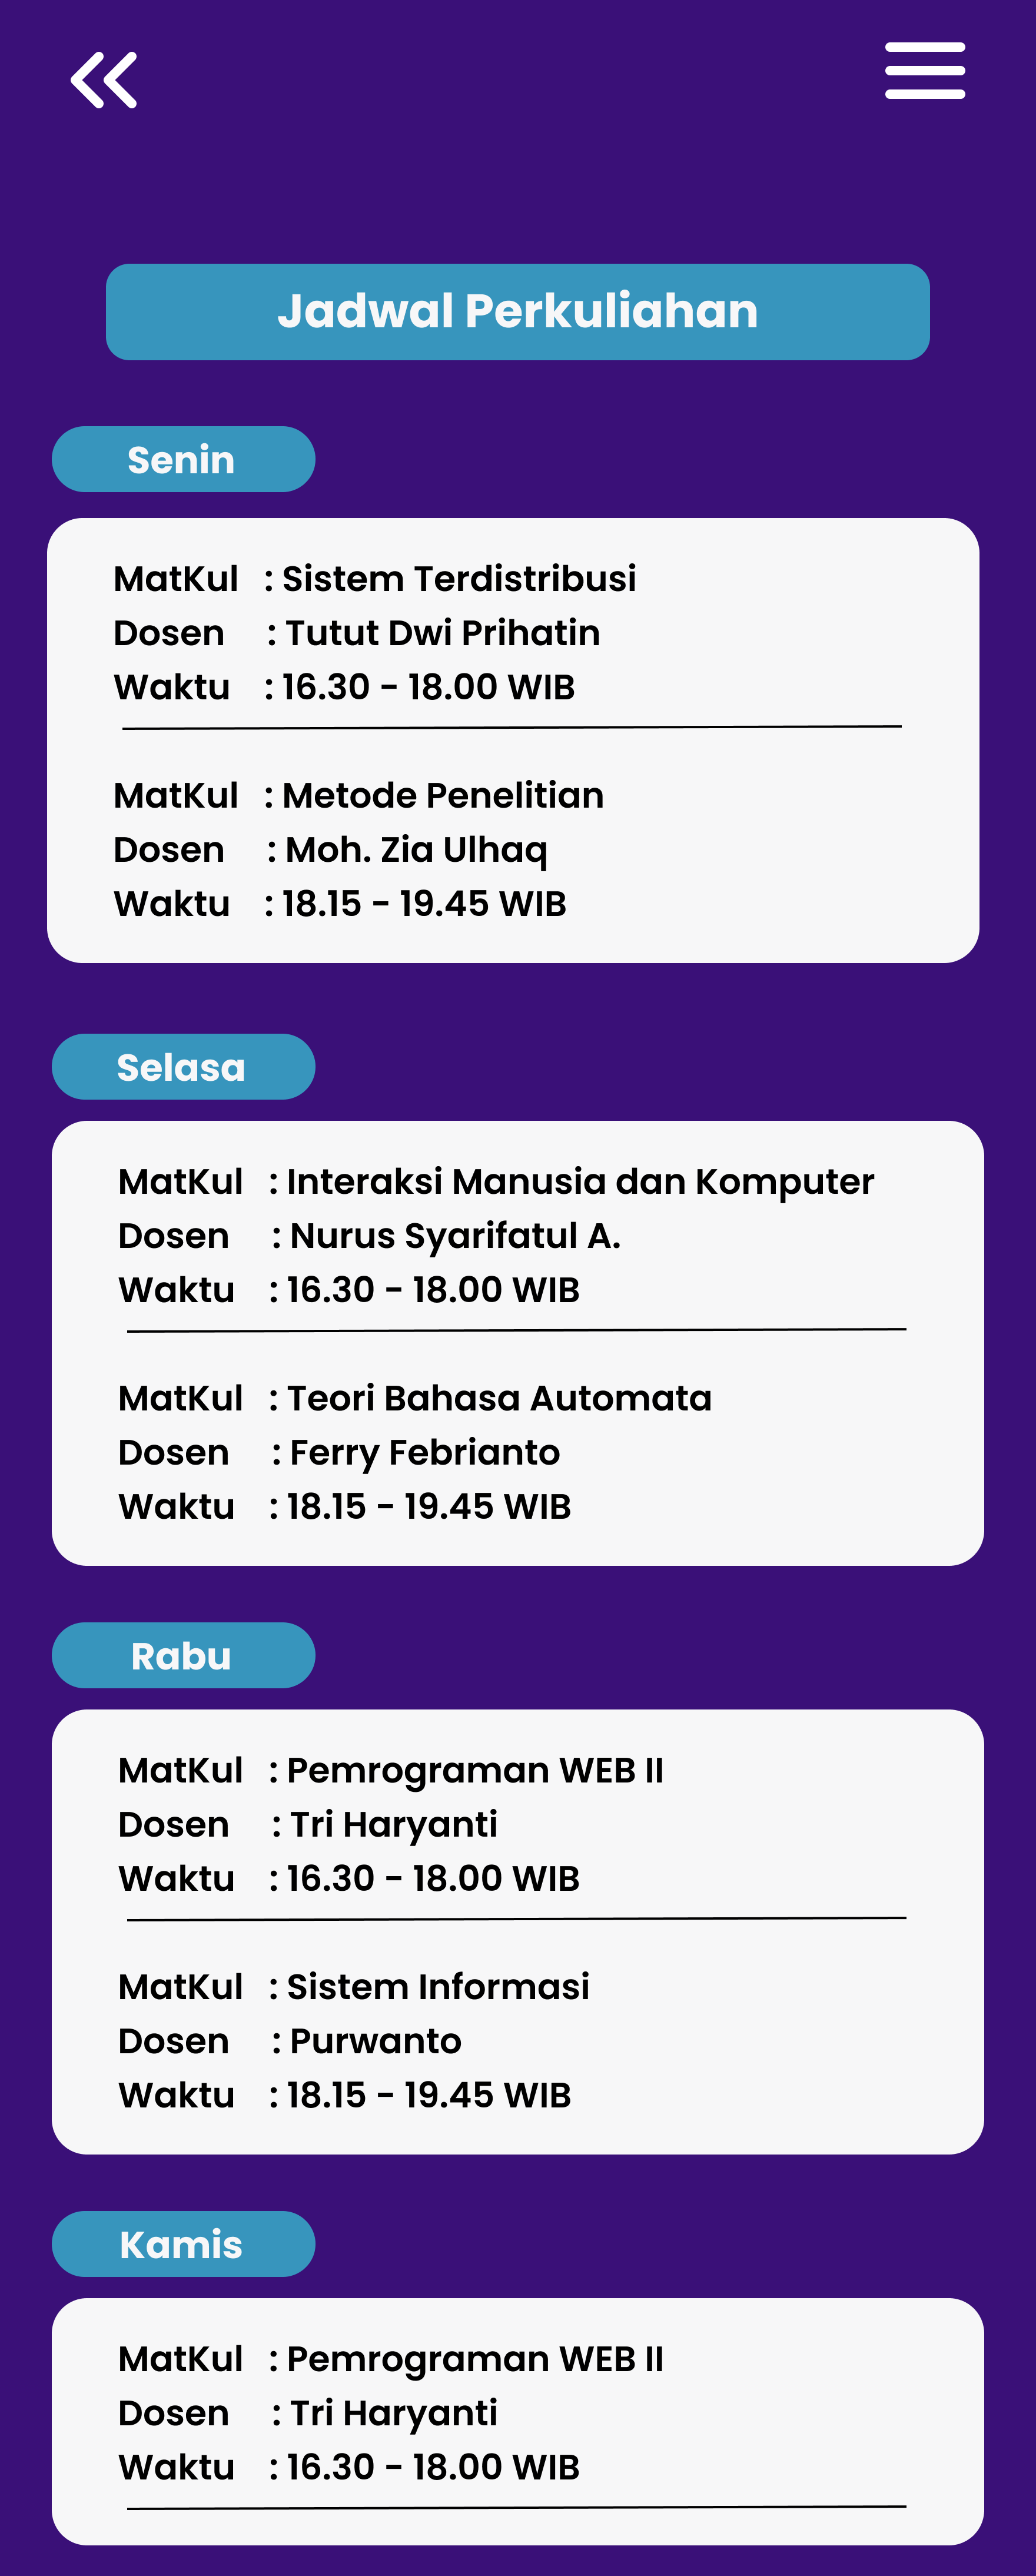 Jadwal Perkuliahan
Senin
MatKul : Sistem Terdistribusi
Dosen : Tutut Dwi Prihatin
Waktu : 16.30 - 18.00 WIB
MatKul : Metode Penelitian
Dosen : Moh. Zia Ulhaq
Waktu : 18.15 - 19.45 WIB
Selasa
MatKul : Interaksi Manusia dan Komputer
Dosen : Nurus Syarifatul A.
Waktu : 16.30 - 18.00 WIB
MatKul : Teori Bahasa Automata
Dosen : Ferry Febrianto
Waktu : 18.15 - 19.45 WIB
Rabu
MatKul : Pemrograman WEB II
Dosen : Tri Haryanti
Waktu : 16.30 - 18.00 WIB
MatKul : Sistem Informasi
Dosen : Purwanto
Waktu : 18.15 - 19.45 WIB
Kamis
MatKul : Pemrograman WEB II
Dosen : Tri Haryanti
Waktu : 16.30 - 18.00 WIB